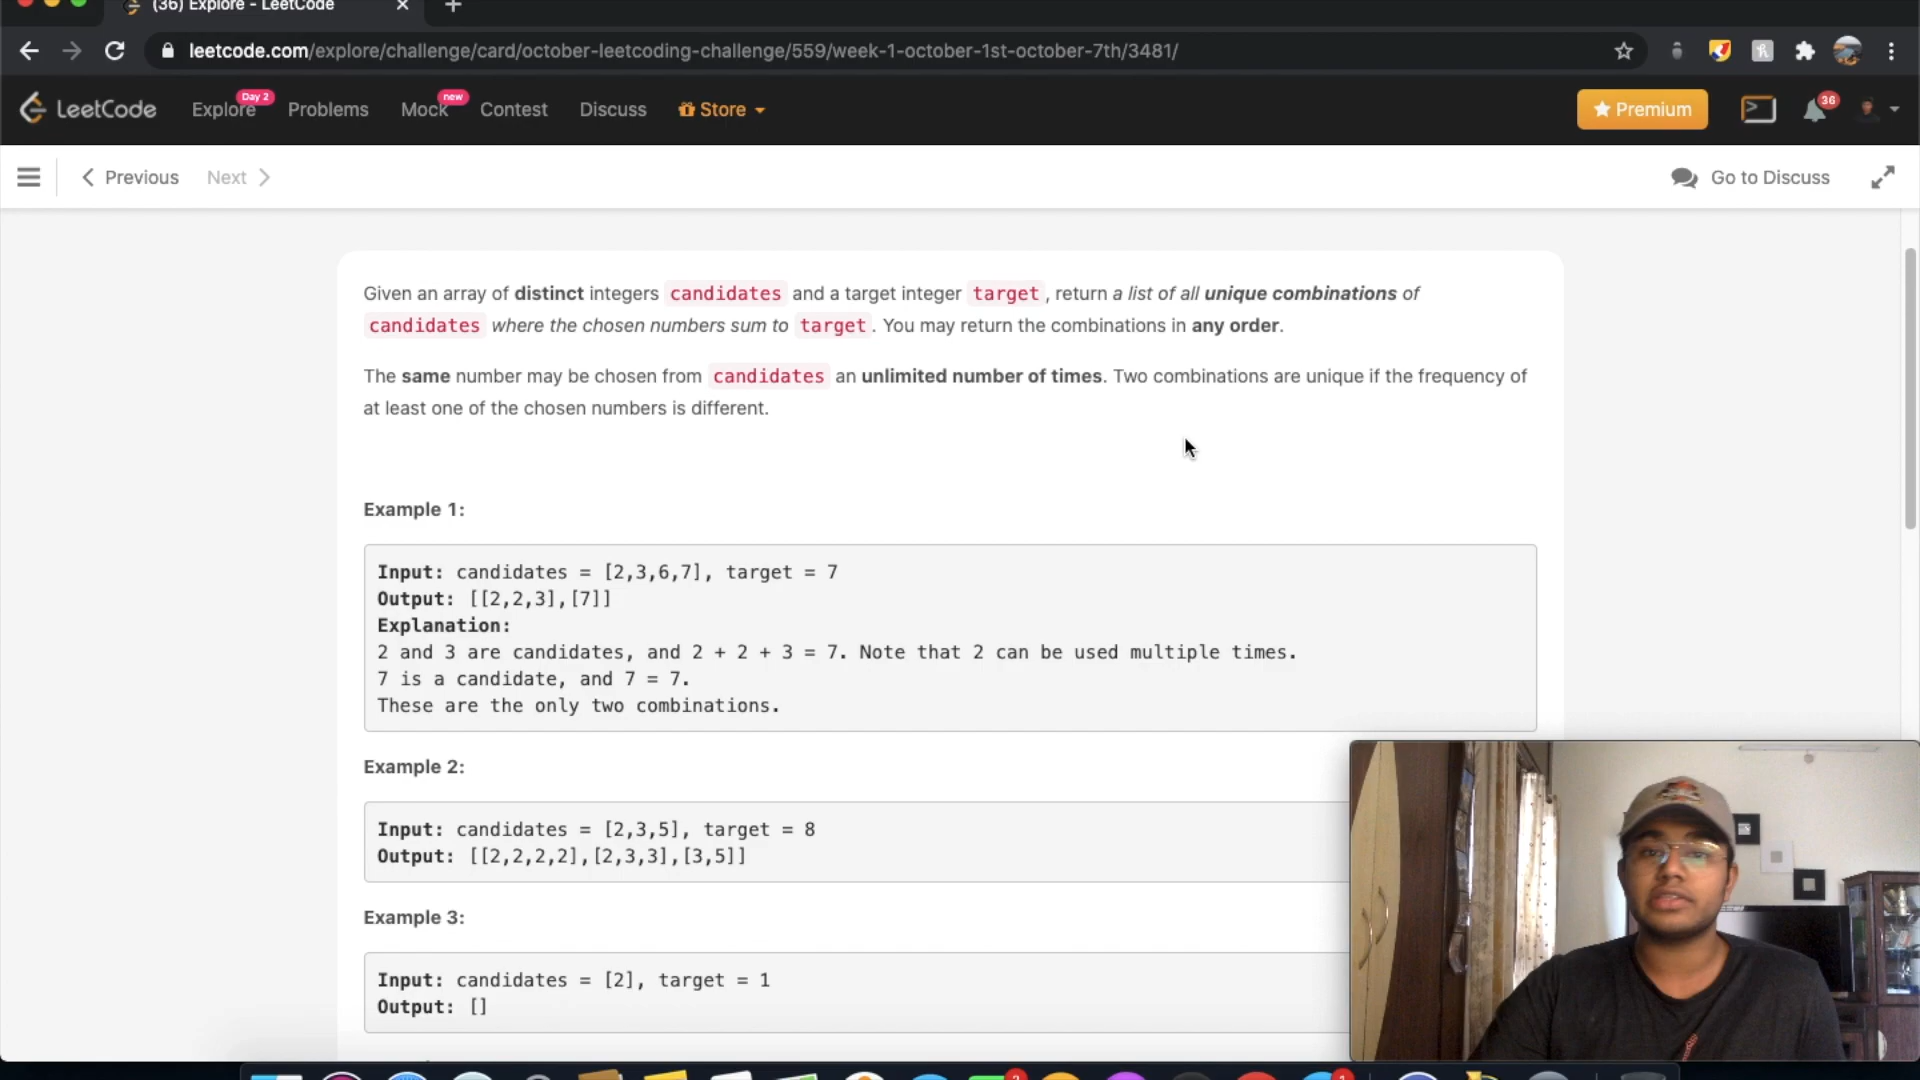 (36) Explore - LeetCode
leetcode.com/explore/challenge/card/october-leetcoding-challenge/559/week-1-october-1st-october-7th/3481/
LeetCode Explore Day 2 Problems Mock new Contest Discuss Store Premium 36
Previous Next Go to Discuss
Given an array of distinct integers candidates and a target integer target, return a list of all unique combinations of
candidates where the chosen numbers sum to target. You may return the combinations in any order.
The same number may be chosen from candidates an unlimited number of times. Two combinations are unique if the frequency of
at least one of the chosen numbers is different.
Example 1:
Input: candidates = [2,3,6,7], target = 7
Output: [[2,2,3],[7]]
Explanation:
2 and 3 are candidates, and 2 + 2 + 3 = 7. Note that 2 can be used multiple times.
7 is a candidate, and 7 = 7.
These are the only two combinations.
Example 2:
Input: candidates = [2,3,5], target = 8
Output: [[2,2,2,2],[2,3,3],[3,5]]
Example 3:
Input: candidates = [2], target = 1
Output: []